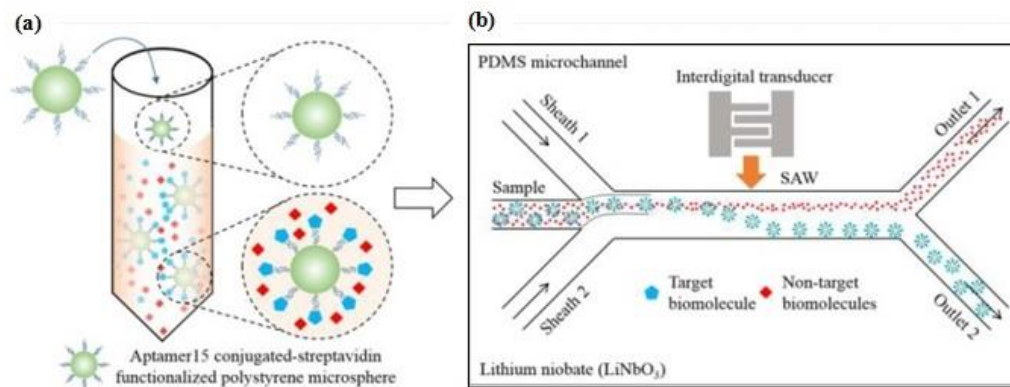 (a)
Aptamer15 conjugated-streptavidin
functionalized polystyrene microsphere
(b)
PDMS microchannel
Interdigital transducer
Sheath 1
Outlet 1
SAW
Sample
Target
biomolecule
Non-target
biomolecules
Sheath 2
Outlet 2
Lithium niobate (LiNbO₃)